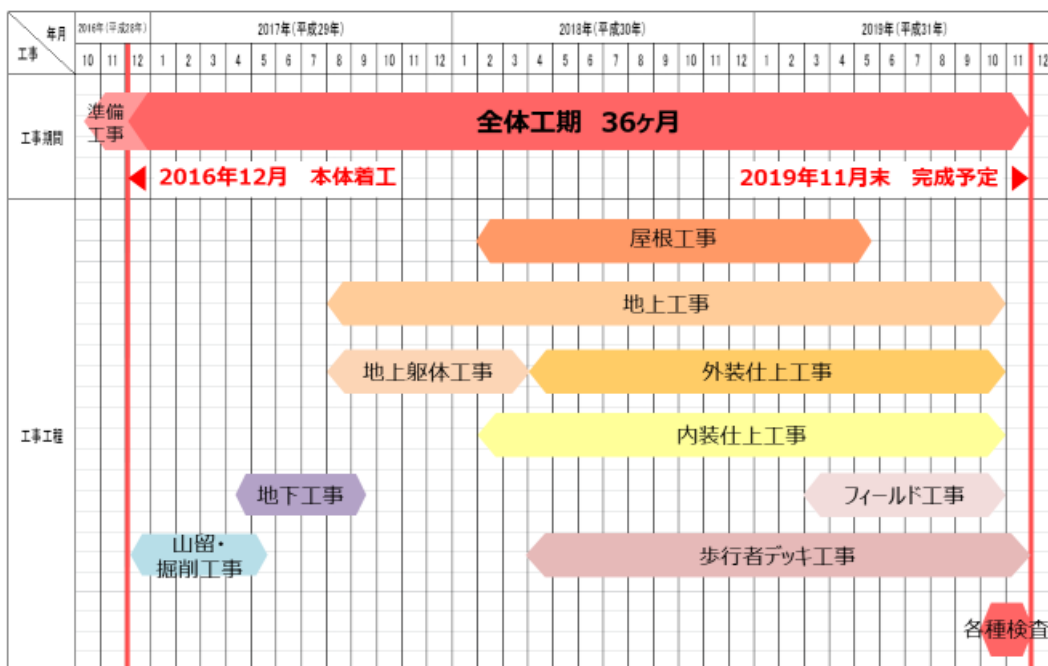 年月
工事
2016年(平成28年) 2017年(平成29年) 2018年(平成30年) 2019年(平成31年)
10 11 12 1 2 3 4 5 6 7 8 9 10 11 12 1 2 3 4 5 6 7 8 9 10 11 12 1 2 3 4 5 6 7 8 9 10 11 12
工事期間
準備
工事
全体工期 36ヶ月
2016年12月 本体着工
2019年11月末 完成予定
工事工程
屋根工事
地上工事
地上躯体工事
外装仕上工事
内装仕上工事
地下工事
フィールド工事
山留・
掘削工事
歩行者デッキ工事
各種検査